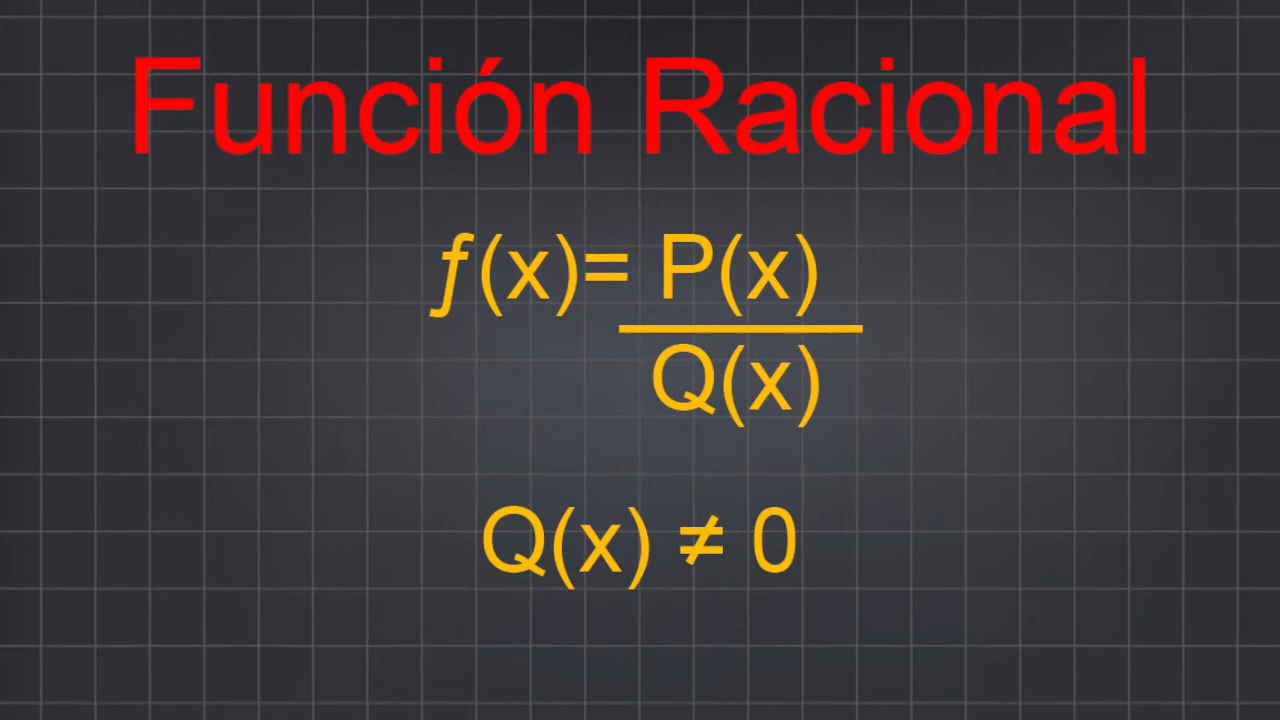 Función Racional
ƒ(x)= P(x)
Q(x)
Q(x) ≠ 0